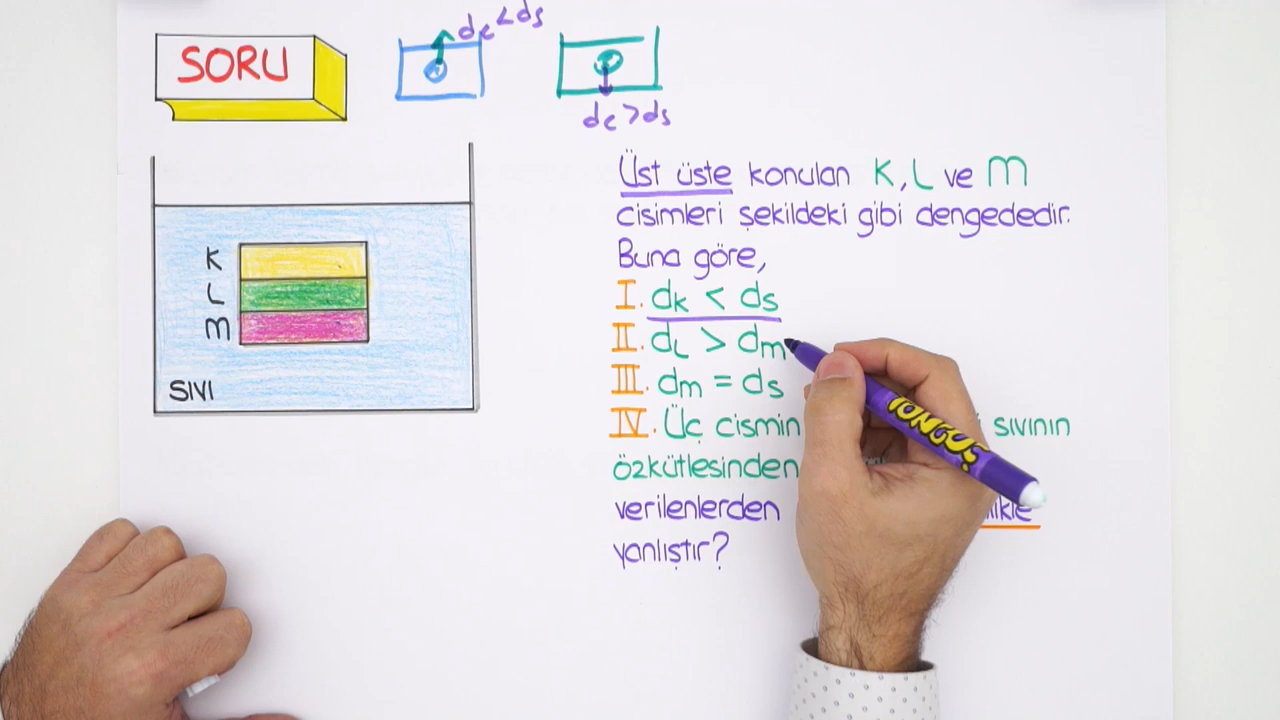 SORU
dc < ds
dc > ds
K
L
M
SIVI
Üst üste konulan K, L ve M
cisimleri şekildeki gibi dengededir.
Buna göre,
I. dK < ds
II. dL > dm
III. dm = ds
IV. Üç cismin sıvının
özkütlesinden
verilenlerden
yanlıştır?
TONGUÇ